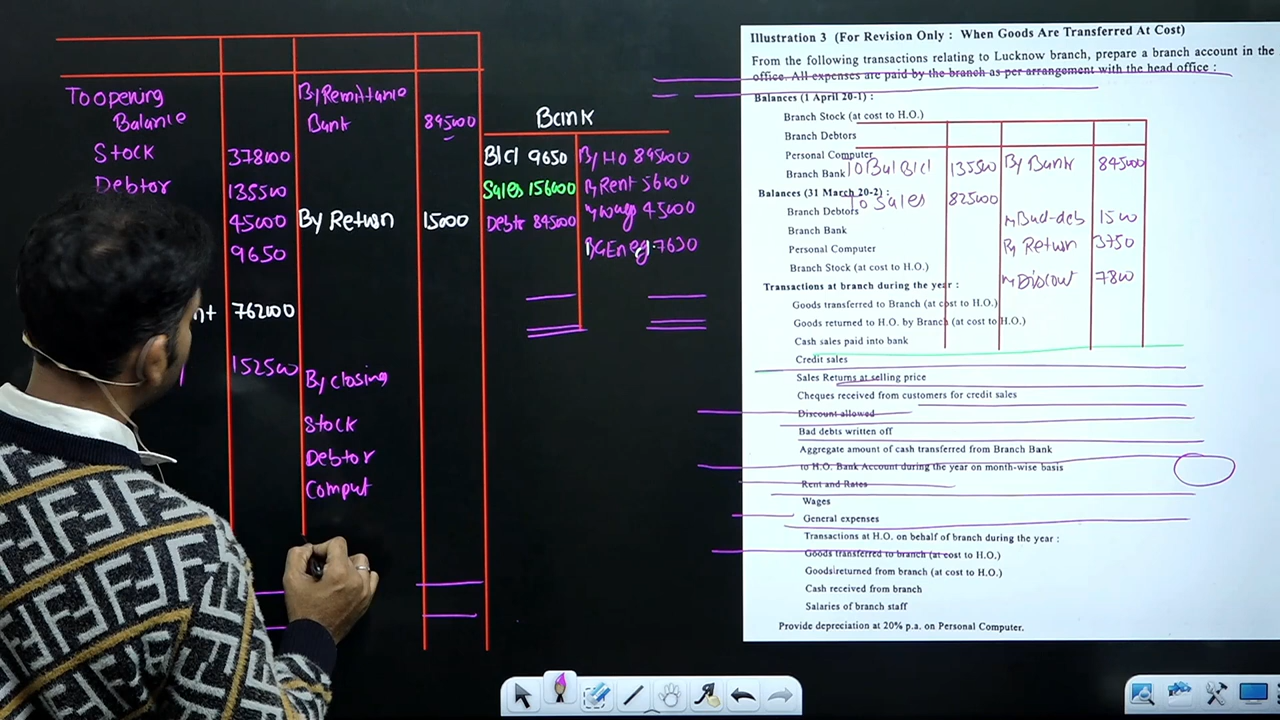 To opening
Balance
Stock 378000
Debtor 135500
45000
9650
nt 762000
152500
By Remittance
Bank 845000
By Return 15000
By closing
Stock
Debtor
Comput
Bank
B/cl 9650 By Ho 845000
Sales 156000 By Rent 56000
Debtr 845000 By wags 45000
7630
Illustration 3 (For Revision Only : When Goods Are Transferred At Cost)
From the following transactions relating to Lucknow branch, prepare a branch account in the
office. All expenses are paid by the branch as per arrangement with the head office :
Balances (1 April 20-1) :
Branch Stock (at cost to H.O.)
Branch Debtors
Personal Computer
Branch Bank
Balances (31 March 20-2) :
Branch Debtors
Branch Bank
Personal Computer
Branch Stock (at cost to H.O.)
Transactions at branch during the year :
Goods transferred to Branch (at cost to H.O.)
Goods returned to H.O. by Branch (at cost to H.O.)
Cash sales paid into bank
Credit sales
Sales Returns at selling price
Cheques received from customers for credit sales
Discount allowed
Bad debts written off
Aggregate amount of cash transferred from Branch Bank
to H.O. Bank Account during the year on month-wise basis
Rent and Rates
Wages
General expenses
Transactions at H.O. on behalf of branch during the year :
Goods transferred to branch (at cost to H.O.)
Goods returned from branch (at cost to H.O.)
Cash received from branch
Salaries of branch staff
Provide depreciation at 20% p.a. on Personal Computer.
To Bal B/cl 135500 By Bank 845000
To Sales 825000
By Bad-deb 1500
By Return 3750
By Discout 7800